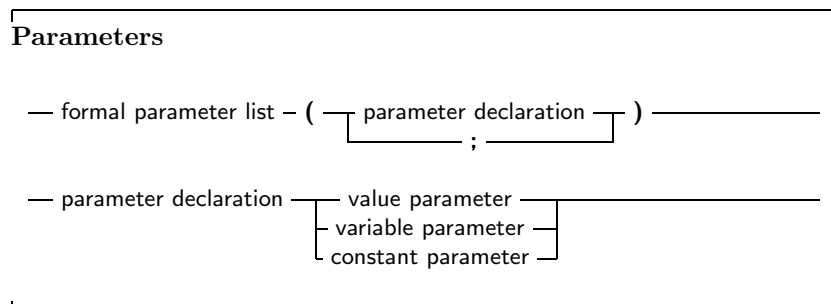 Parameters
formal parameter list ( parameter declaration )
;
parameter declaration value parameter
variable parameter
constant parameter